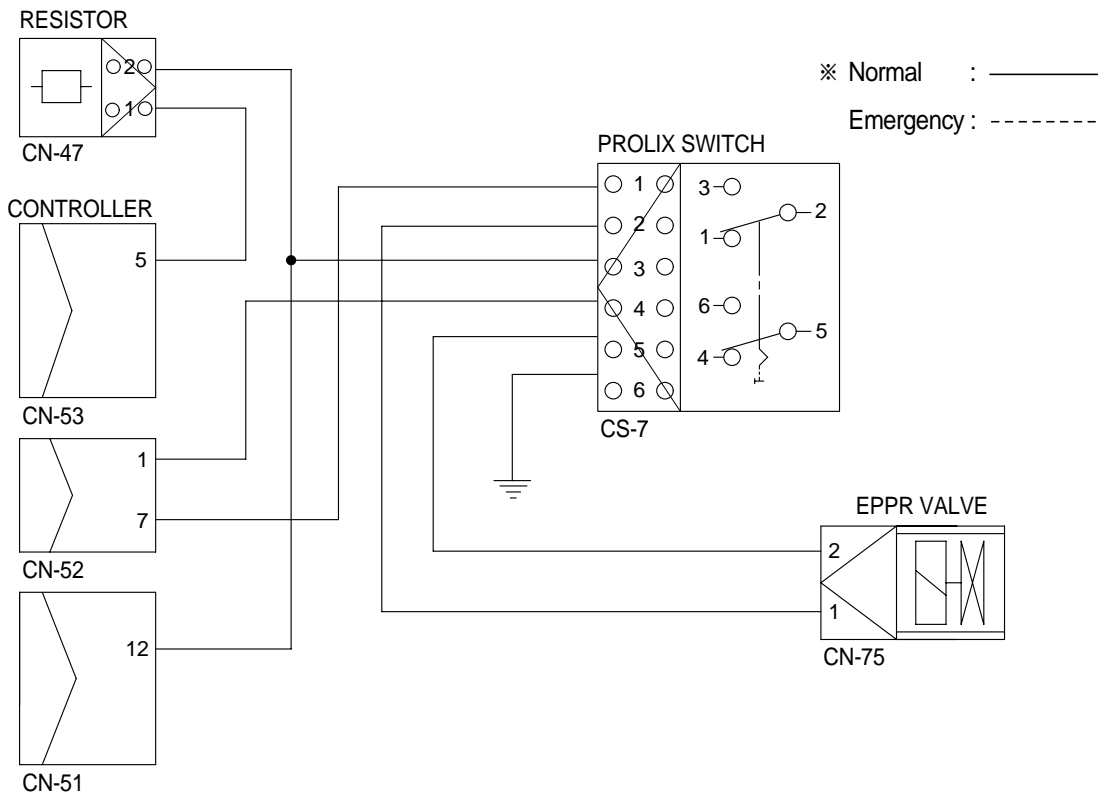 RESISTOR
2
1
CN-47
※ Normal :
Emergency :
CONTROLLER
5
CN-53
1
7
CN-52
12
CN-51
PROLIX SWITCH
1
2
3
4
5
6
3
2
1
6
5
4
CS-7
EPPR VALVE
2
1
CN-75